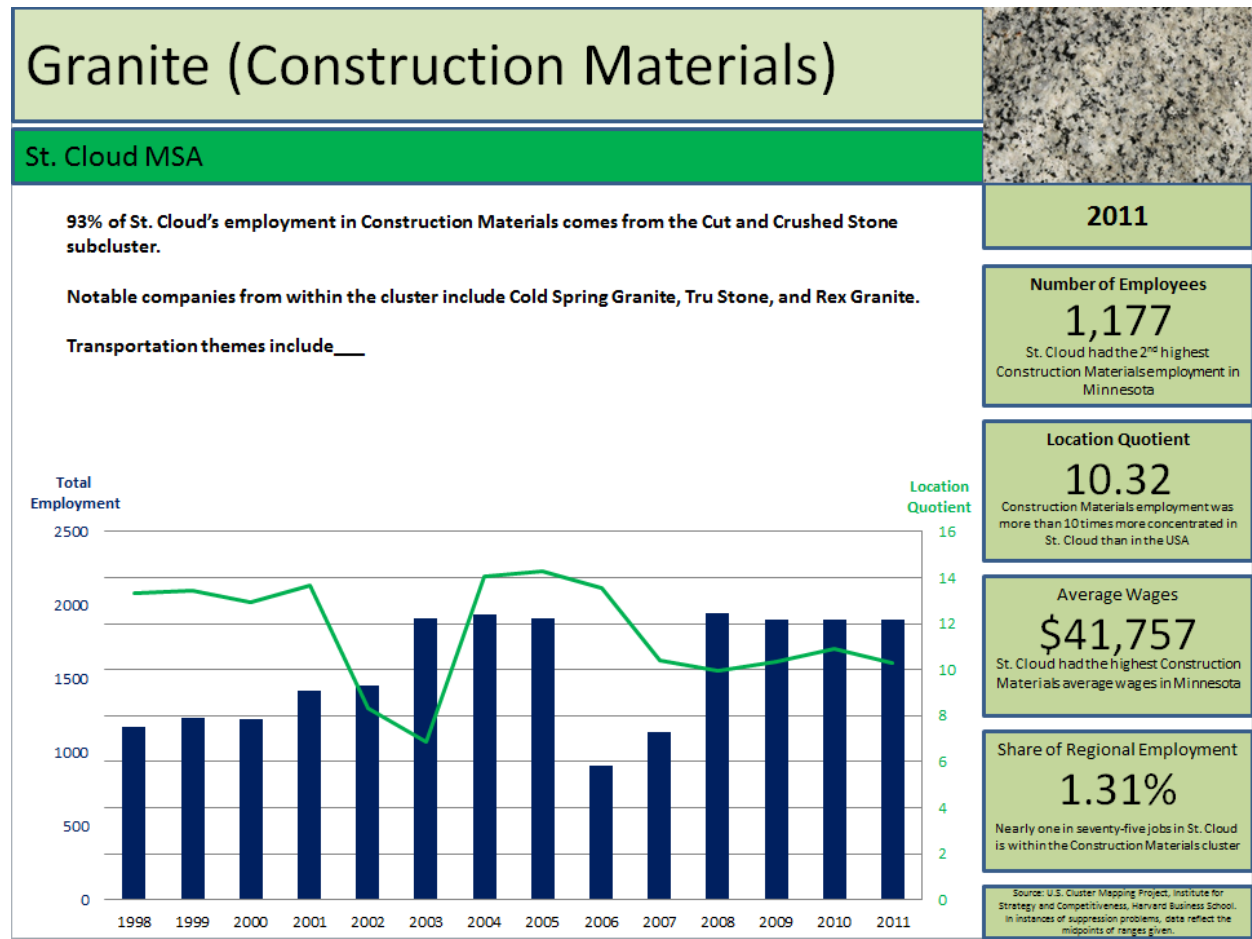 Granite (Construction Materials)
St. Cloud MSA
93% of St. Cloud’s employment in Construction Materials comes from the Cut and Crushed Stone
subcluster.
Notable companies from within the cluster include Cold Spring Granite, Tru Stone, and Rex Granite.
Transportation themes include___
2011
Number of Employees
1,177
St. Cloud had the 2nd highest
Construction Materials employment in
Minnesota
Location Quotient
10.32
Construction Materials employment was
more than 10 times more concentrated in
St. Cloud than in the USA
Average Wages
$41,757
St. Cloud had the highest Construction
Materials average wages in Minnesota
Share of Regional Employment
1.31%
Nearly one in seventy-five jobs in St. Cloud
is within the Construction Materials cluster
Source: U.S. Cluster Mapping Project, Institute for
Strategy and Competitiveness, Harvard Business School.
In instances of suppression problems, data reflect the
midpoints of ranges given.
Total
Employment
Location
Quotient
2500
2000
1500
1000
500
0
16
14
12
10
8
6
4
2
0
1998 1999 2000 2001 2002 2003 2004 2005 2006 2007 2008 2009 2010 2011